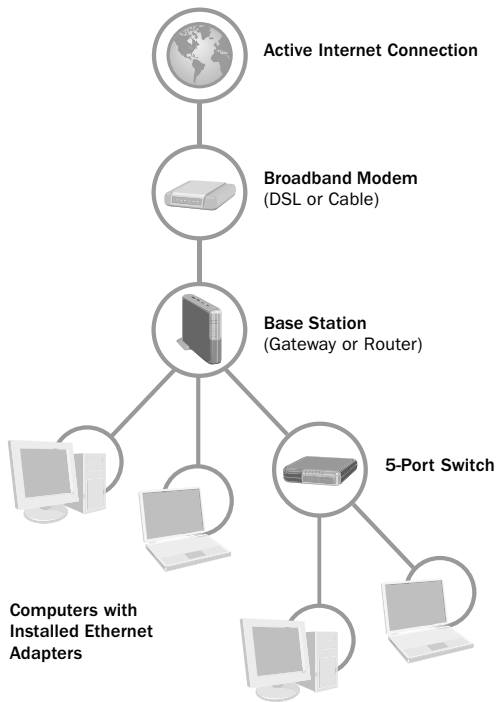 Active Internet Connection
Broadband Modem
(DSL or Cable)
Base Station
(Gateway or Router)
5-Port Switch
Computers with
Installed Ethernet
Adapters